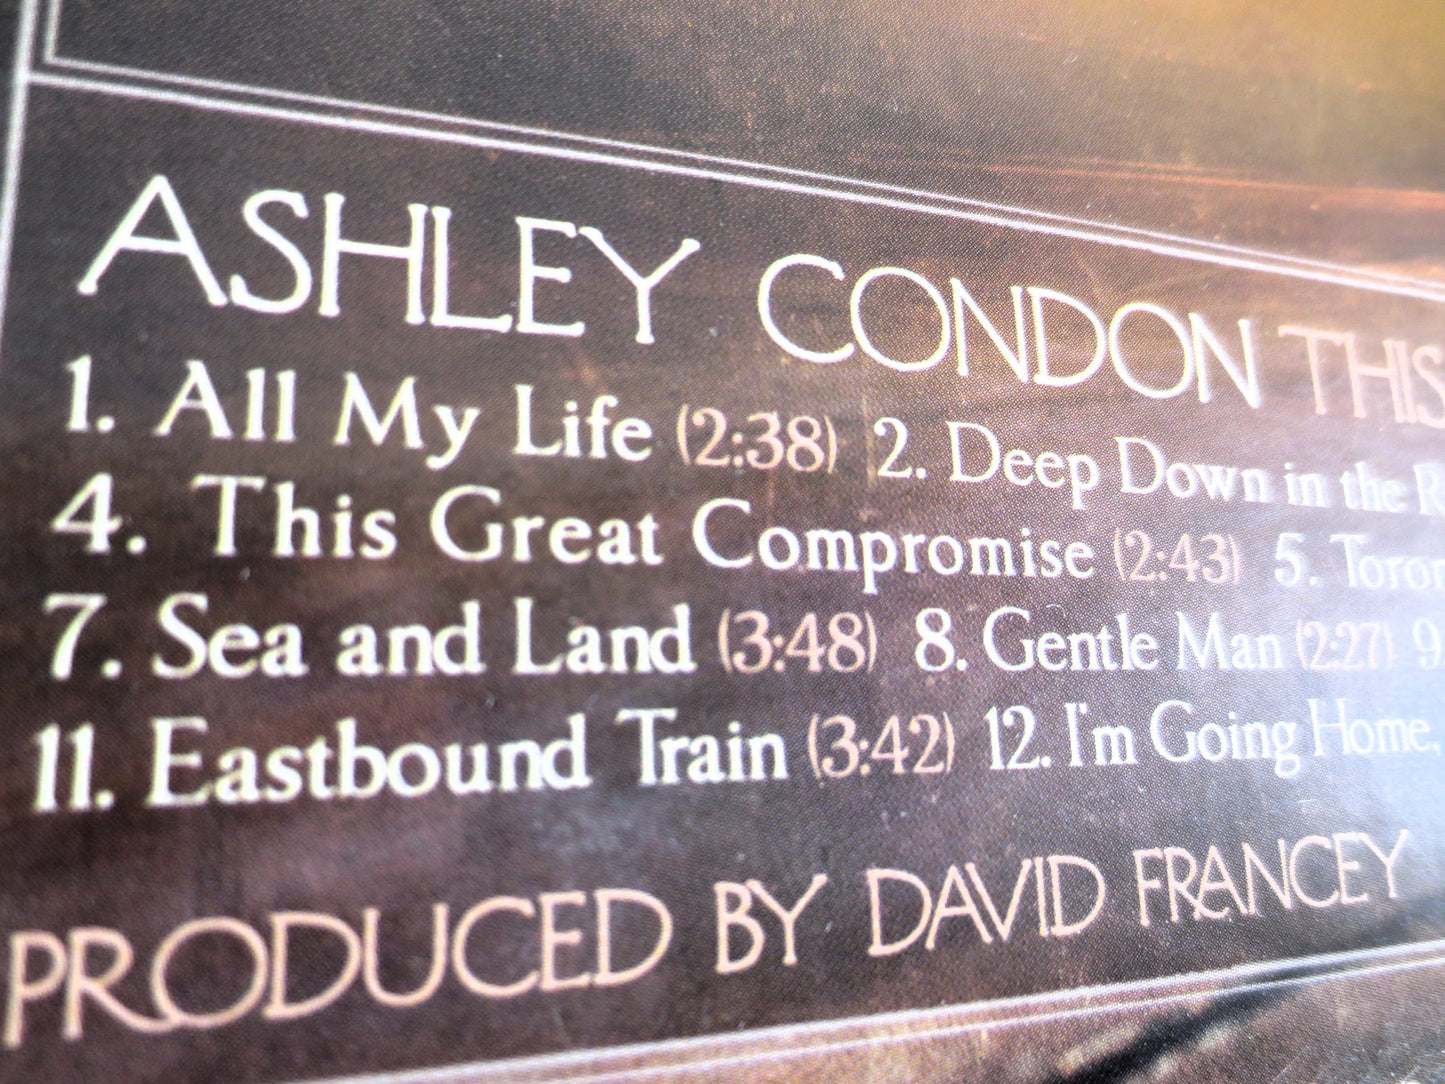 ASHLEY CONDON THIS
1. All My Life (2:38) 2. Deep Down in the R
4. This Great Compromise (2:43) 5. Toron
7. Sea and Land (3:48) 8. Gentle Man (2:27) 9
11. Eastbound Train (3:42) 12. I'm Going Home,
PRODUCED BY DAVID FRANCEY